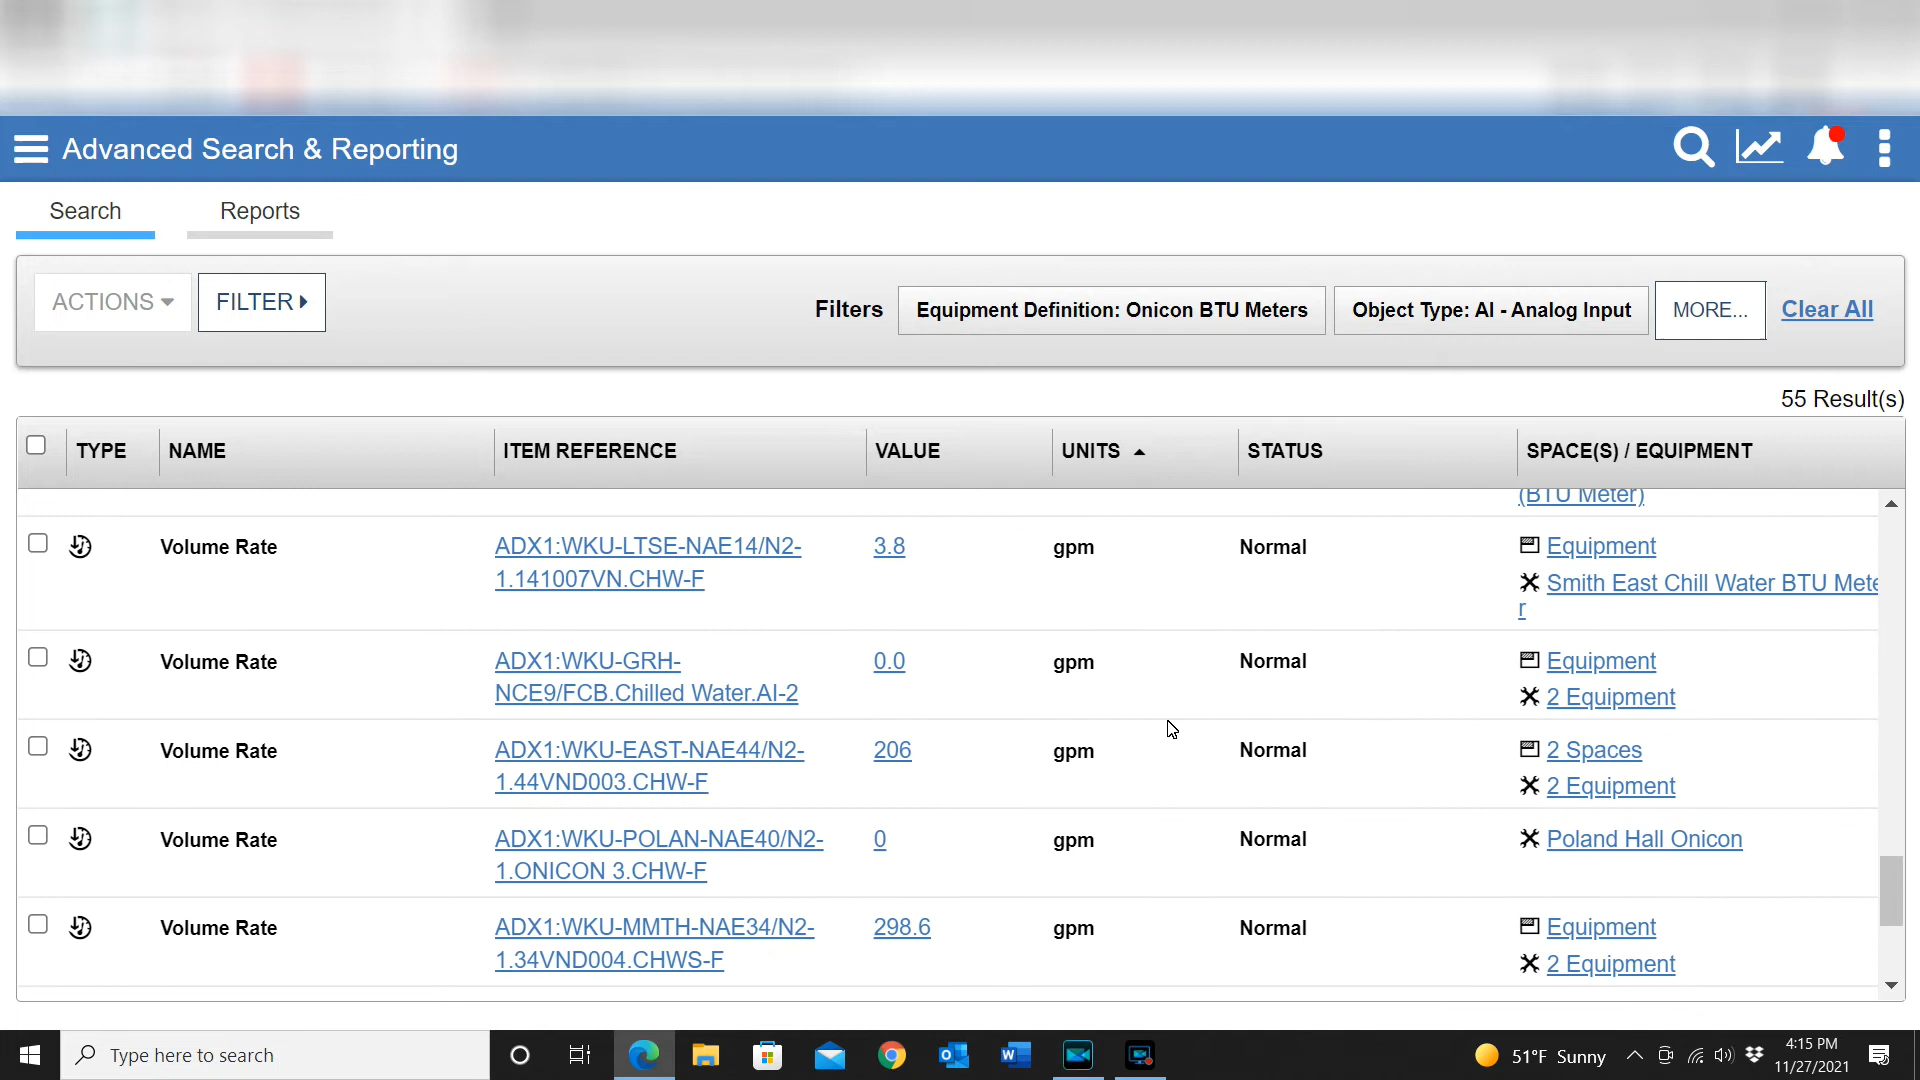 Advanced Search & Reporting
Search Reports
ACTIONS FILTER Filters Equipment Definition: Onicon BTU Meters Object Type: AI - Analog Input MORE... Clear All
55 Result(s)
TYPE NAME ITEM REFERENCE VALUE UNITS STATUS SPACE(S) / EQUIPMENT
(BTU Meter)
Volume Rate ADX1:WKU-LTSE-NAE14/N2- 3.8 gpm Normal Equipment
1.141007VN.CHW-F Smith East Chill Water BTU Mete
r
Volume Rate ADX1:WKU-GRH- 0.0 gpm Normal Equipment
NCE9/FCB.Chilled Water.AI-2 2 Equipment
Volume Rate ADX1:WKU-EAST-NAE44/N2- 206 gpm Normal 2 Spaces
1.44VND003.CHW-F 2 Equipment
Volume Rate ADX1:WKU-POLAN-NAE40/N2- 0 gpm Normal Poland Hall Onicon
1.ONICON 3.CHW-F
Volume Rate ADX1:WKU-MMTH-NAE34/N2- 298.6 gpm Normal Equipment
1.34VND004.CHWS-F 2 Equipment
Type here to search 51°F Sunny 4:15 PM
11/27/2021